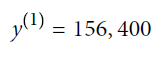 y⁽¹⁾ = 156, 400